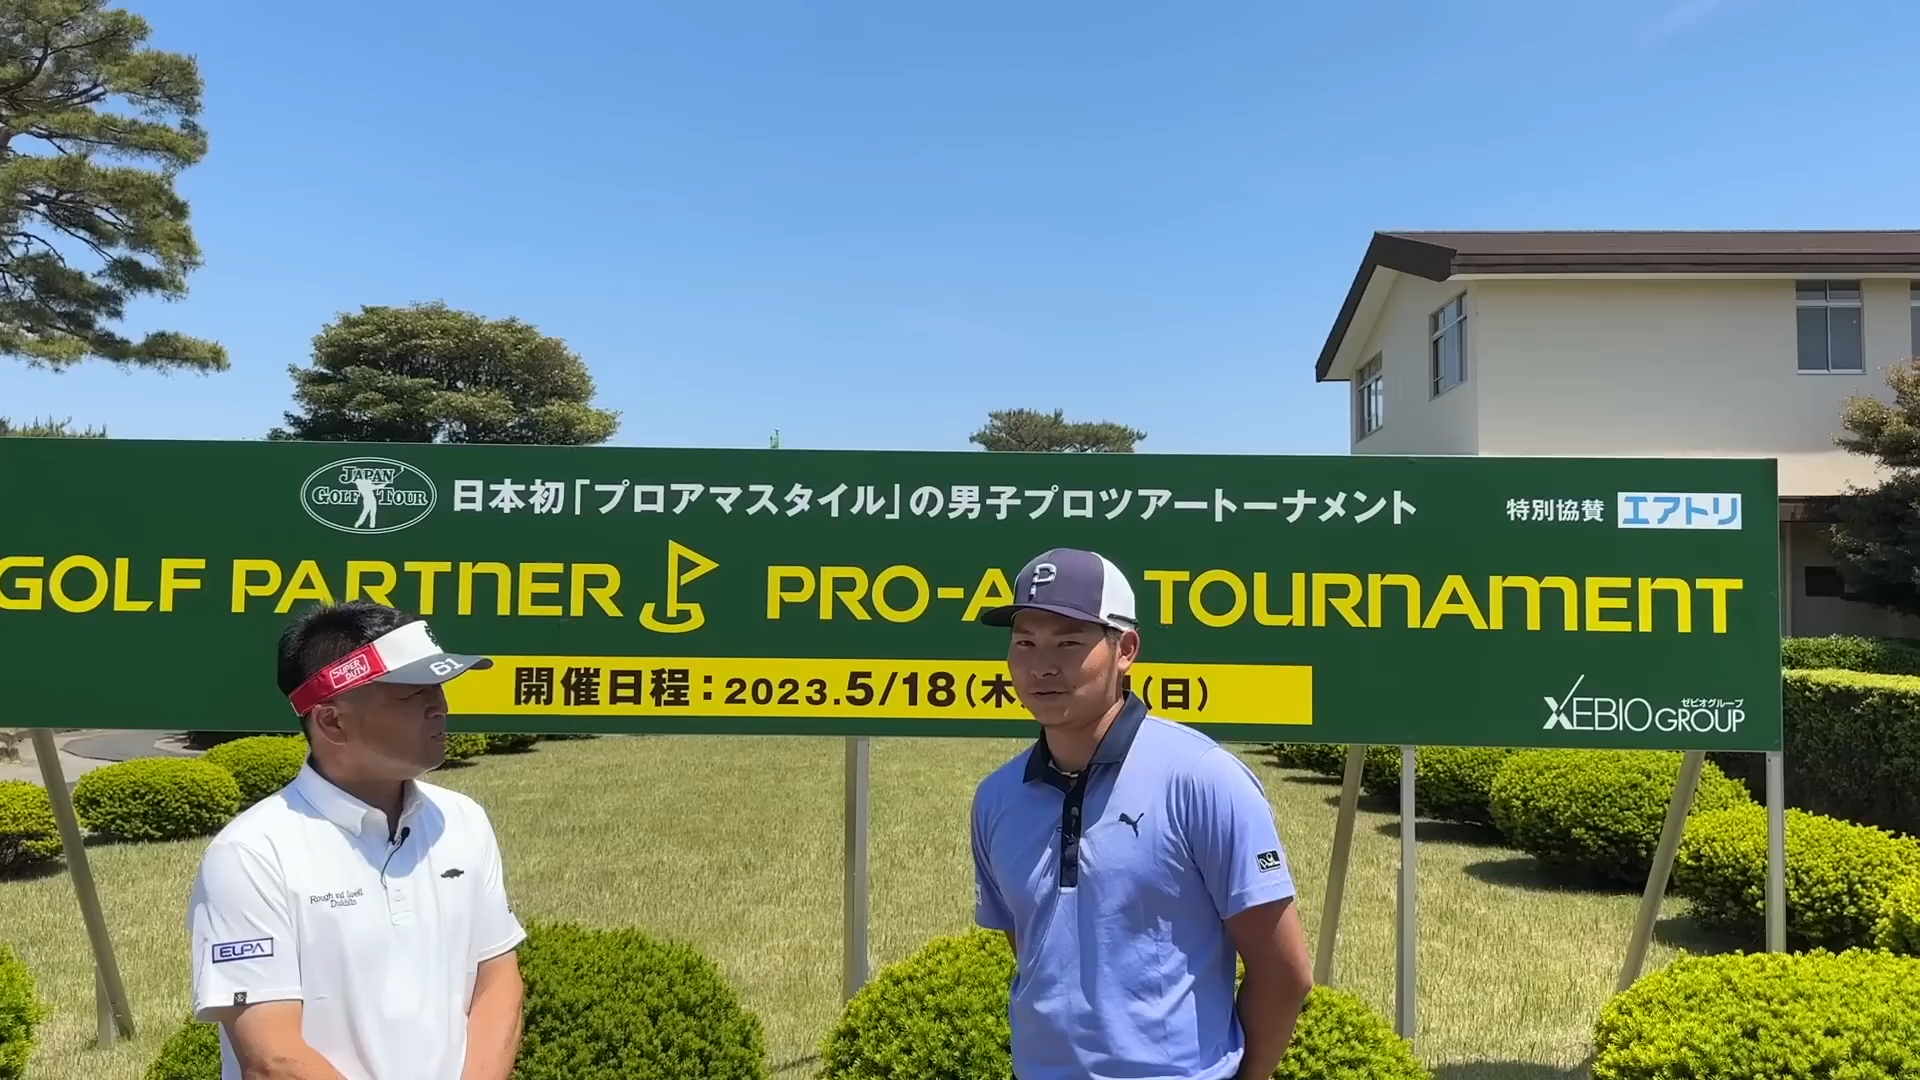 JAPAN GOLF TOUR
日本初「プロアマスタイル」の男子プロツアートーナメント
特別協賛 エアトリ
GOLF PARTNER PRO-A TOURNAMENT
開催日程：2023.5/18(木 (日)
ゼビオグループ
XEBIO GROUP
SUPER DUTY
61
P
ELPA